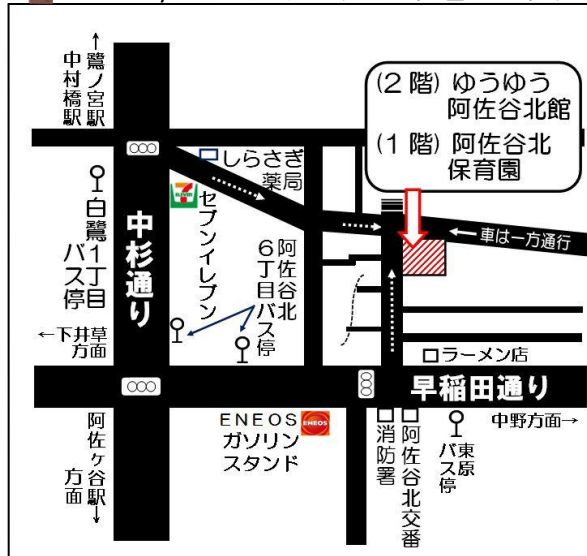 鷺ノ宮駅
中村橋駅
(2階) ゆうゆう
阿佐谷北館
(1階) 阿佐谷北
保育園
しらさぎ
薬局
7
ELEVEN
セブンイレブン
白鷺1丁目
バス停
中杉通り
阿佐谷北
6丁目バス停
←車は一方通行
←下井草
方面
ラーメン店
早稲田通り
中野方面→
ENEOS
ガソリン
スタンド
ENEOS
消防署
阿佐谷北交番
東原
バス停
阿佐ヶ谷駅
方面